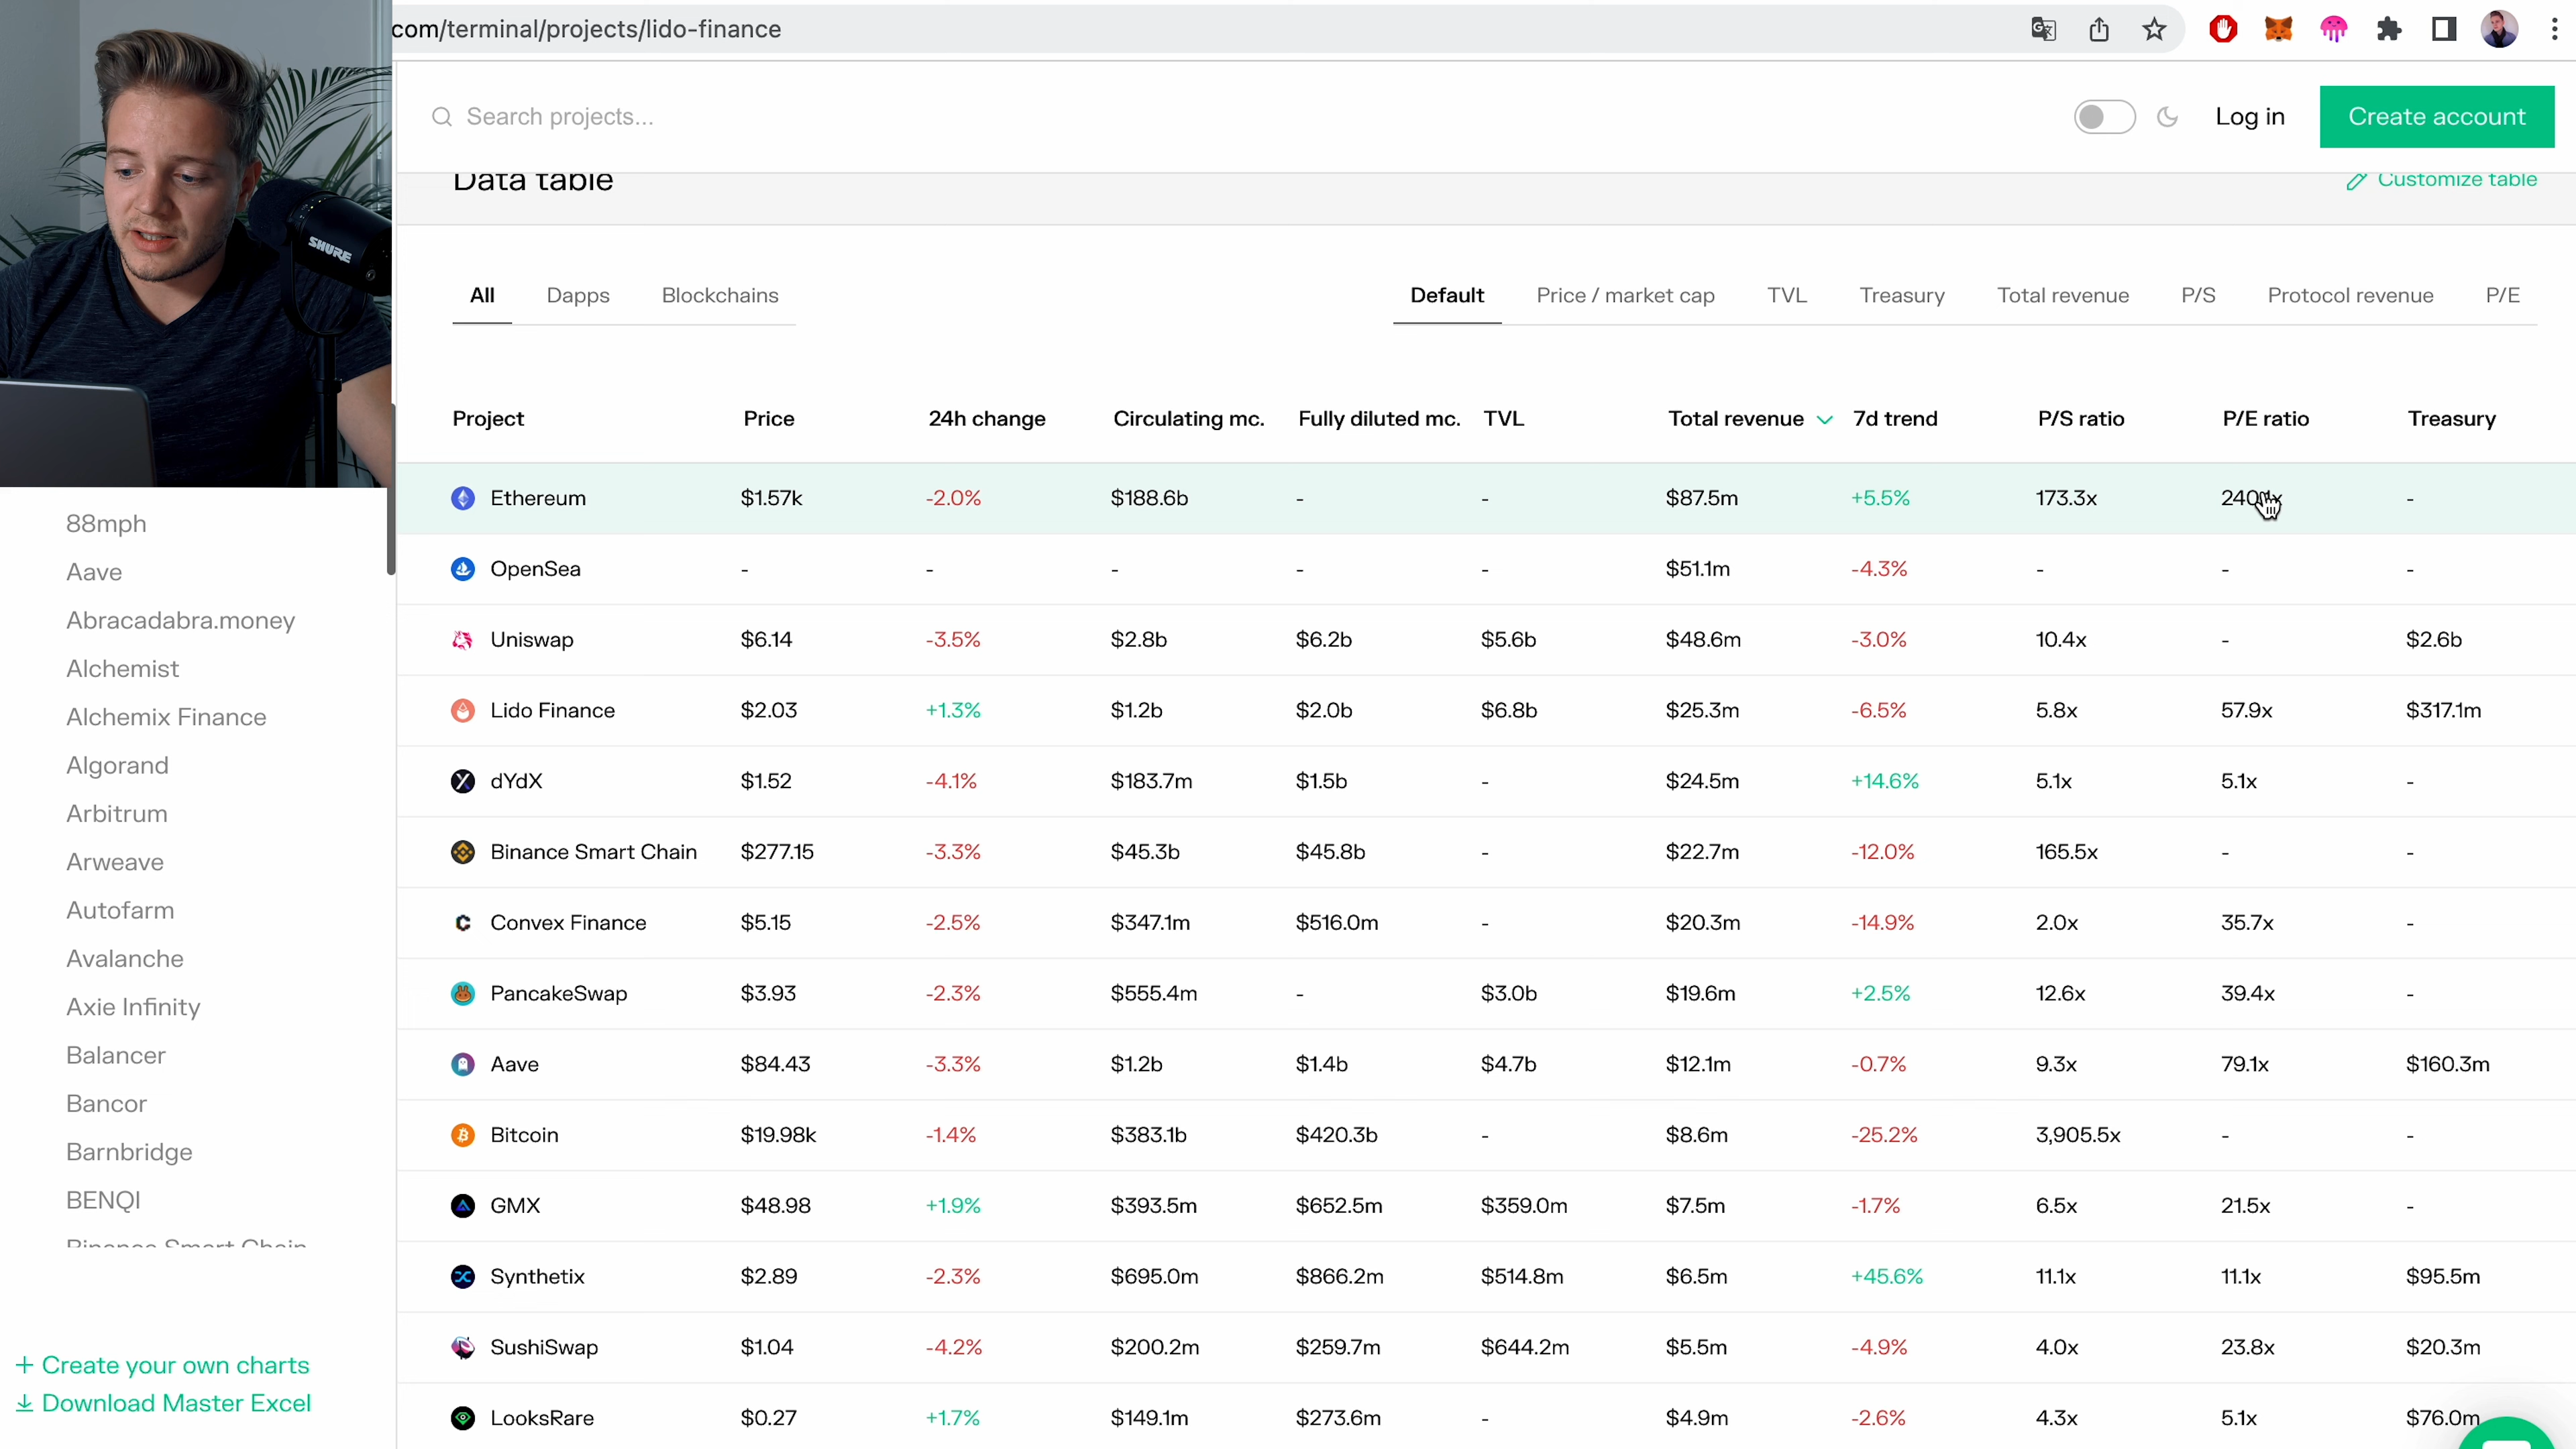 com/terminal/projects/lido-finance
Search projects...
Log in
Create account
Data table
Customize table
All Dapps Blockchains
Default Price / market cap TVL Treasury Total revenue P/S Protocol revenue P/E
Project Price 24h change Circulating mc. Fully diluted mc. TVL Total revenue 7d trend P/S ratio P/E ratio Treasury
Ethereum $1.57k -2.0% $188.6b - - $87.5m +5.5% 173.3x -
OpenSea - - - - - $51.1m -4.3% - - -
Uniswap $6.14 -3.5% $2.8b $6.2b $5.6b $48.6m -3.0% 10.4x - $2.6b
Lido Finance $2.03 +1.3% $1.2b $2.0b $6.8b $25.3m -6.5% 5.8x 57.9x $317.1m
dYdX $1.52 -4.1% $183.7m $1.5b - $24.5m +14.6% 5.1x 5.1x -
Binance Smart Chain $277.15 -3.3% $45.3b $45.8b - $22.7m -12.0% 165.5x - -
Convex Finance $5.15 -2.5% $347.1m $516.0m - $20.3m -14.9% 2.0x 35.7x -
PancakeSwap $3.93 -2.3% $555.4m - $3.0b $19.6m +2.5% 12.6x 39.4x -
Aave $84.43 -3.3% $1.2b $1.4b $4.7b $12.1m -0.7% 9.3x 79.1x $160.3m
Bitcoin $19.98k -1.4% $383.1b $420.3b - $8.6m -25.2% 3,905.5x - -
GMX $48.98 +1.9% $393.5m $652.5m $359.0m $7.5m -1.7% 6.5x 21.5x -
Synthetix $2.89 -2.3% $695.0m $866.2m $514.8m $6.5m +45.6% 11.1x 11.1x $95.5m
SushiSwap $1.04 -4.2% $200.2m $259.7m $644.2m $5.5m -4.9% 4.0x 23.8x $20.3m
LooksRare $0.27 +1.7% $149.1m $273.6m - $4.9m -2.6% 4.3x 5.1x $76.0m
SHURE
88mph
Aave
Abracadabra.money
Alchemist
Alchemix Finance
Algorand
Arbitrum
Arweave
Autofarm
Avalanche
Axie Infinity
Balancer
Bancor
Barnbridge
BENQI
Binance Smart Chain
+ Create your own charts
Download Master Excel